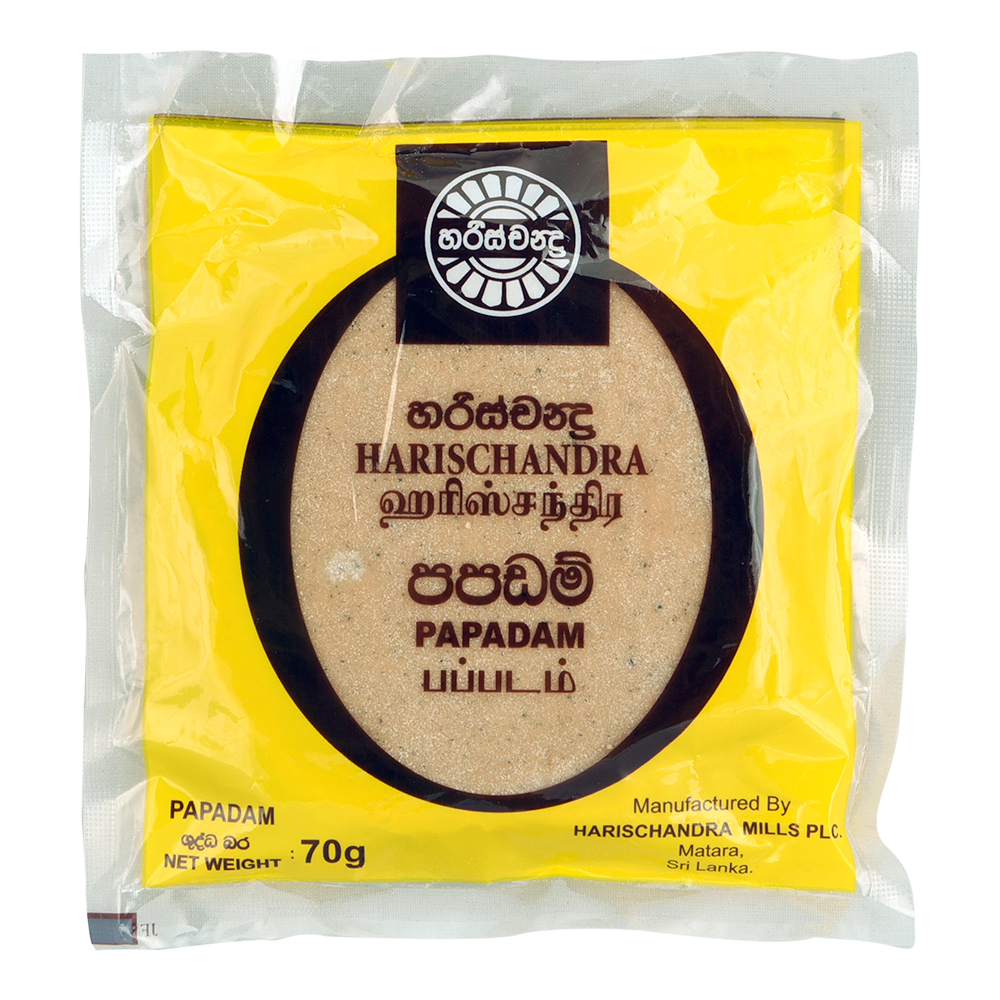 හරිස්චන්ද්‍ර
හරිස්චන්ද්‍ර
HARISCHANDRA
ஹரிஸ்சந்திர
පපඩම්
PAPADAM
பப்படம்
PAPADAM
ශුද්ධ බර
NET WEIGHT : 70g
Manufactured By
HARISCHANDRA MILLS PLC.
Matara,
Sri Lanka.